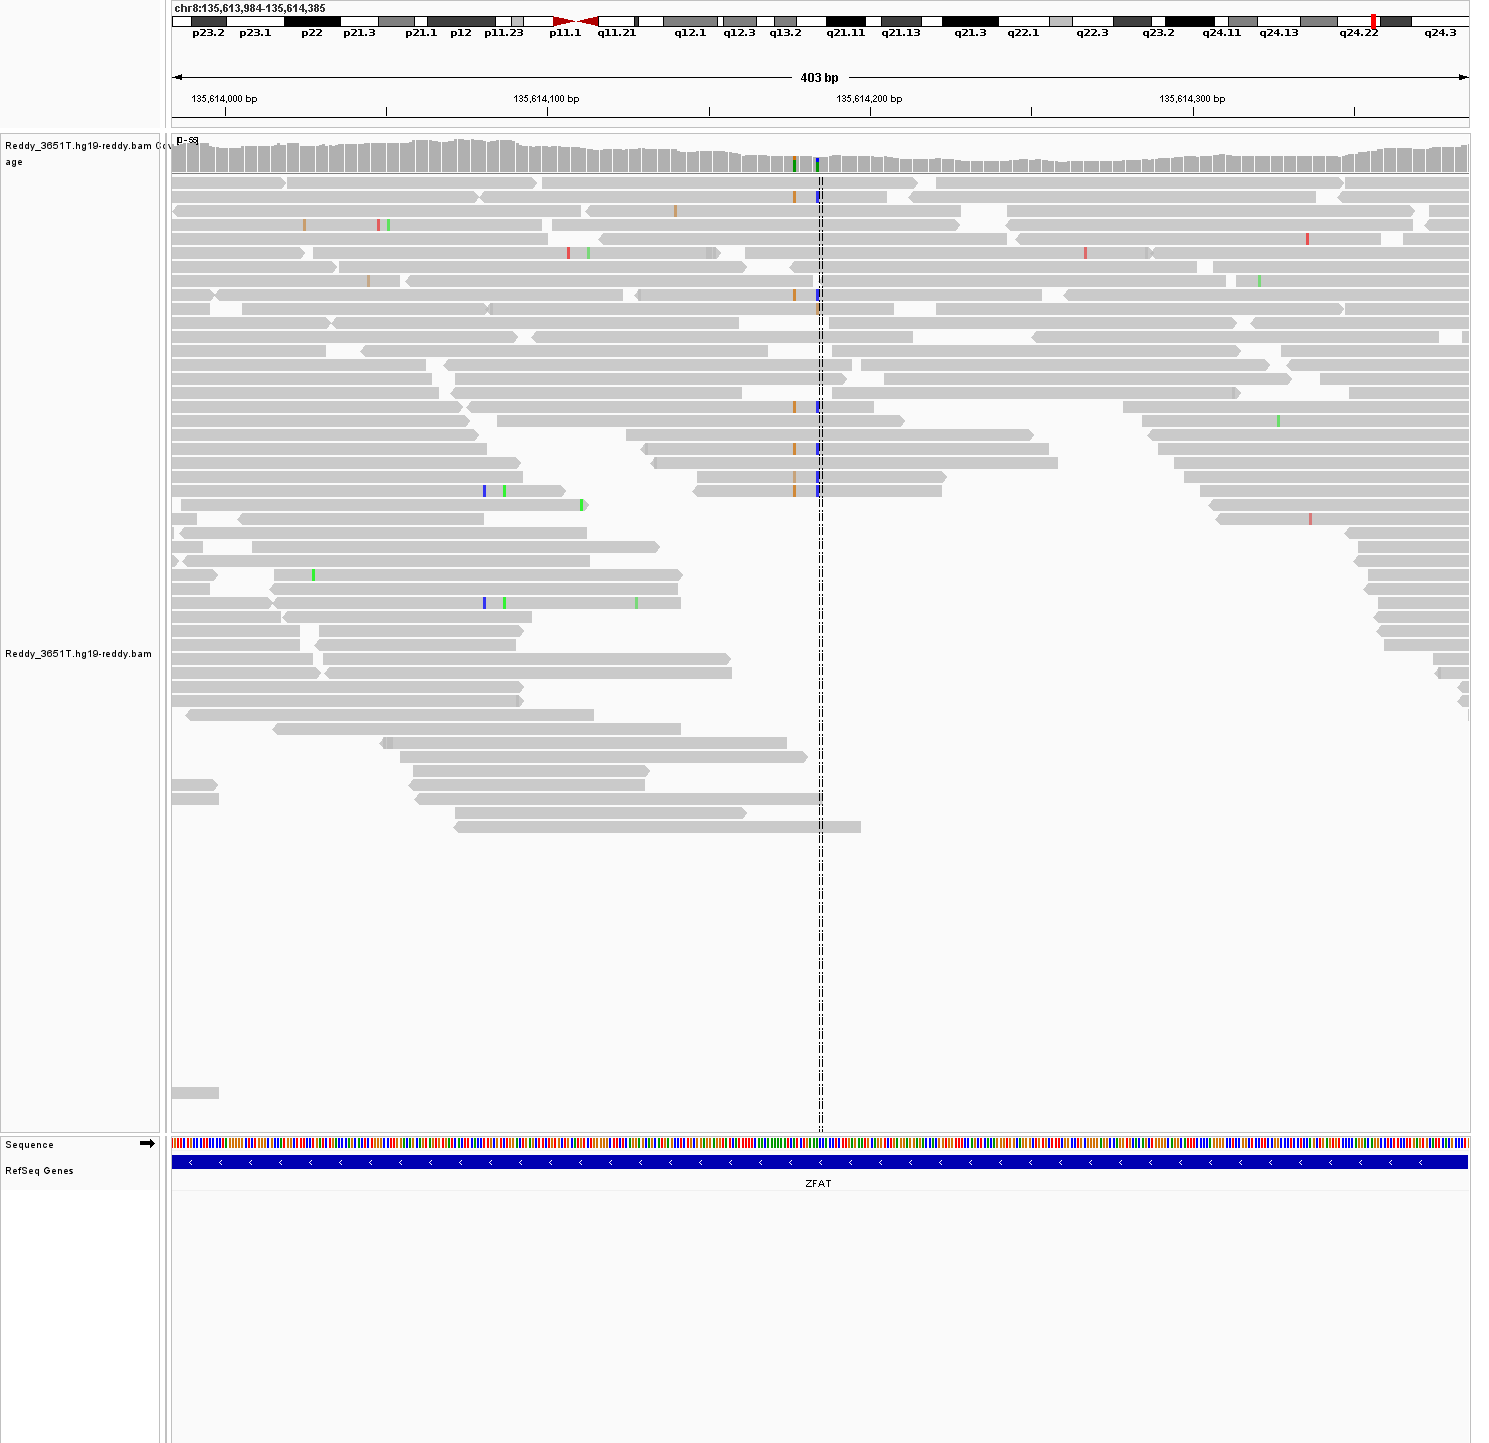 chr8:135,613,984-135,614,385
p23.2 p23.1 p22 p21.3 p21.1 p12 p11.23 p11.1 q11.21 q12.1 q12.3 q13.2 q21.11 q21.13 q21.3 q22.1 q22.3 q23.2 q24.11 q24.13 q24.22 q24.3
403 bp
135,614,000 bp 135,614,100 bp 135,614,200 bp 135,614,300 bp
Reddy_3651T.hg19-reddy.bam Cov
age
Reddy_3651T.hg19-reddy.bam
Sequence
RefSeq Genes
ZFAT